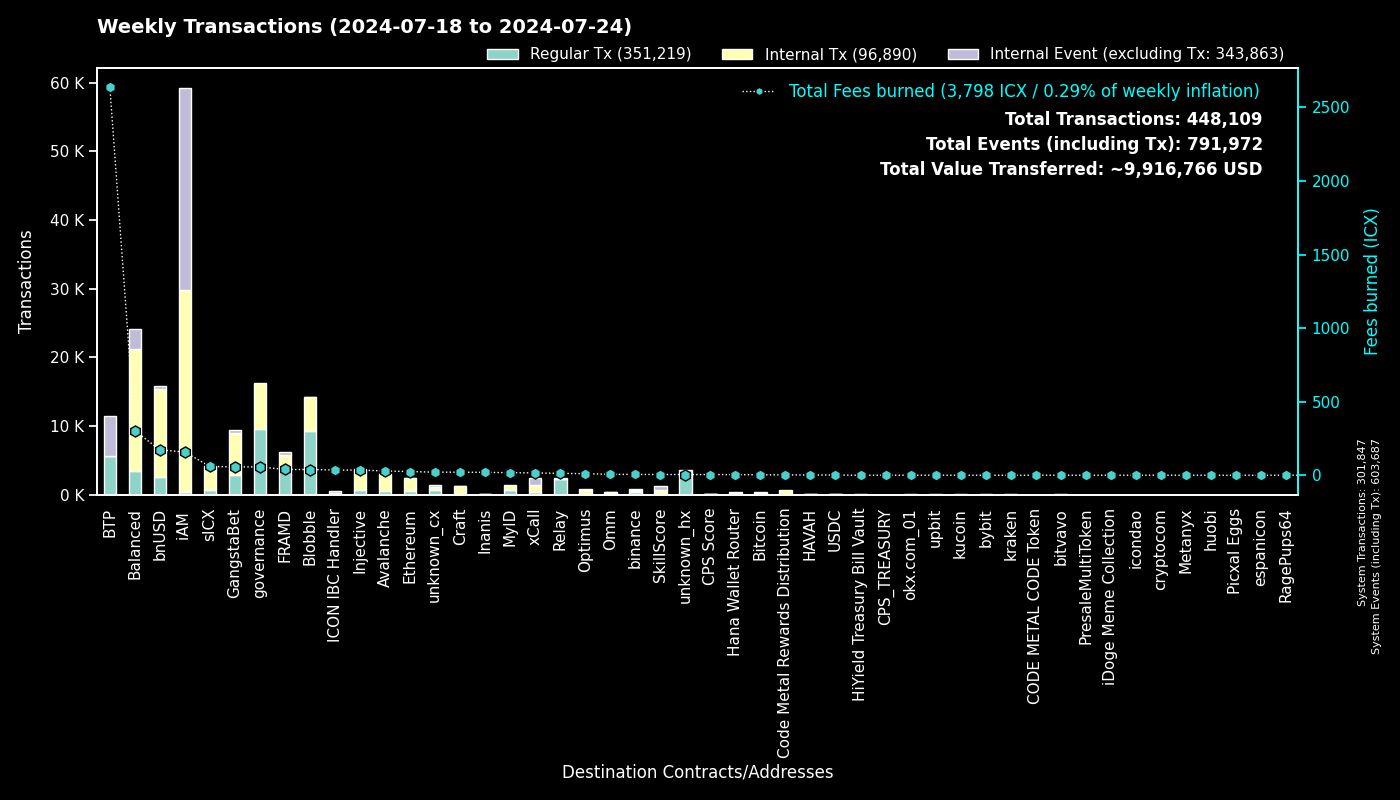 Weekly Transactions (2024-07-18 to 2024-07-24)
Regular Tx (351,219)
Internal Tx (96,890)
Internal Event (excluding Tx: 343,863)
Total Fees burned (3,798 ICX / 0.29% of weekly inflation)
Total Transactions: 448,109
Total Events (including Tx): 791,972
Total Value Transferred: ~9,916,766 USD
Transactions
60 K
50 K
40 K
30 K
20 K
10 K
0 K
Fees burned (ICX)
2500
2000
1500
1000
500
0
BTP
Balanced
bnUSD
iAM
sICX
GangstaBet
governance
FRAMD
Blobble
ICON IBC Handler
Injective
Avalanche
Ethereum
unknown_cx
Craft
Inanis
MyID
xCall
Relay
Optimus
Omm
binance
SkillScore
unknown_hx
CPS Score
Hana Wallet Router
Bitcoin
Code Metal Rewards Distribution
HAVAH
USDC
HiYield Treasury Bill Vault
CPS_TREASURY
okx.com_01
upbit
kucoin
bybit
kraken
CODE METAL CODE Token
bitvavo
PresaleMultiToken
iDoge Meme Collection
icondao
cryptocom
Metanyx
huobi
Picxal Eggs
espanicon
RagePups64
Destination Contracts/Addresses
System Transactions: 301,847
System Events (including Tx): 603,687